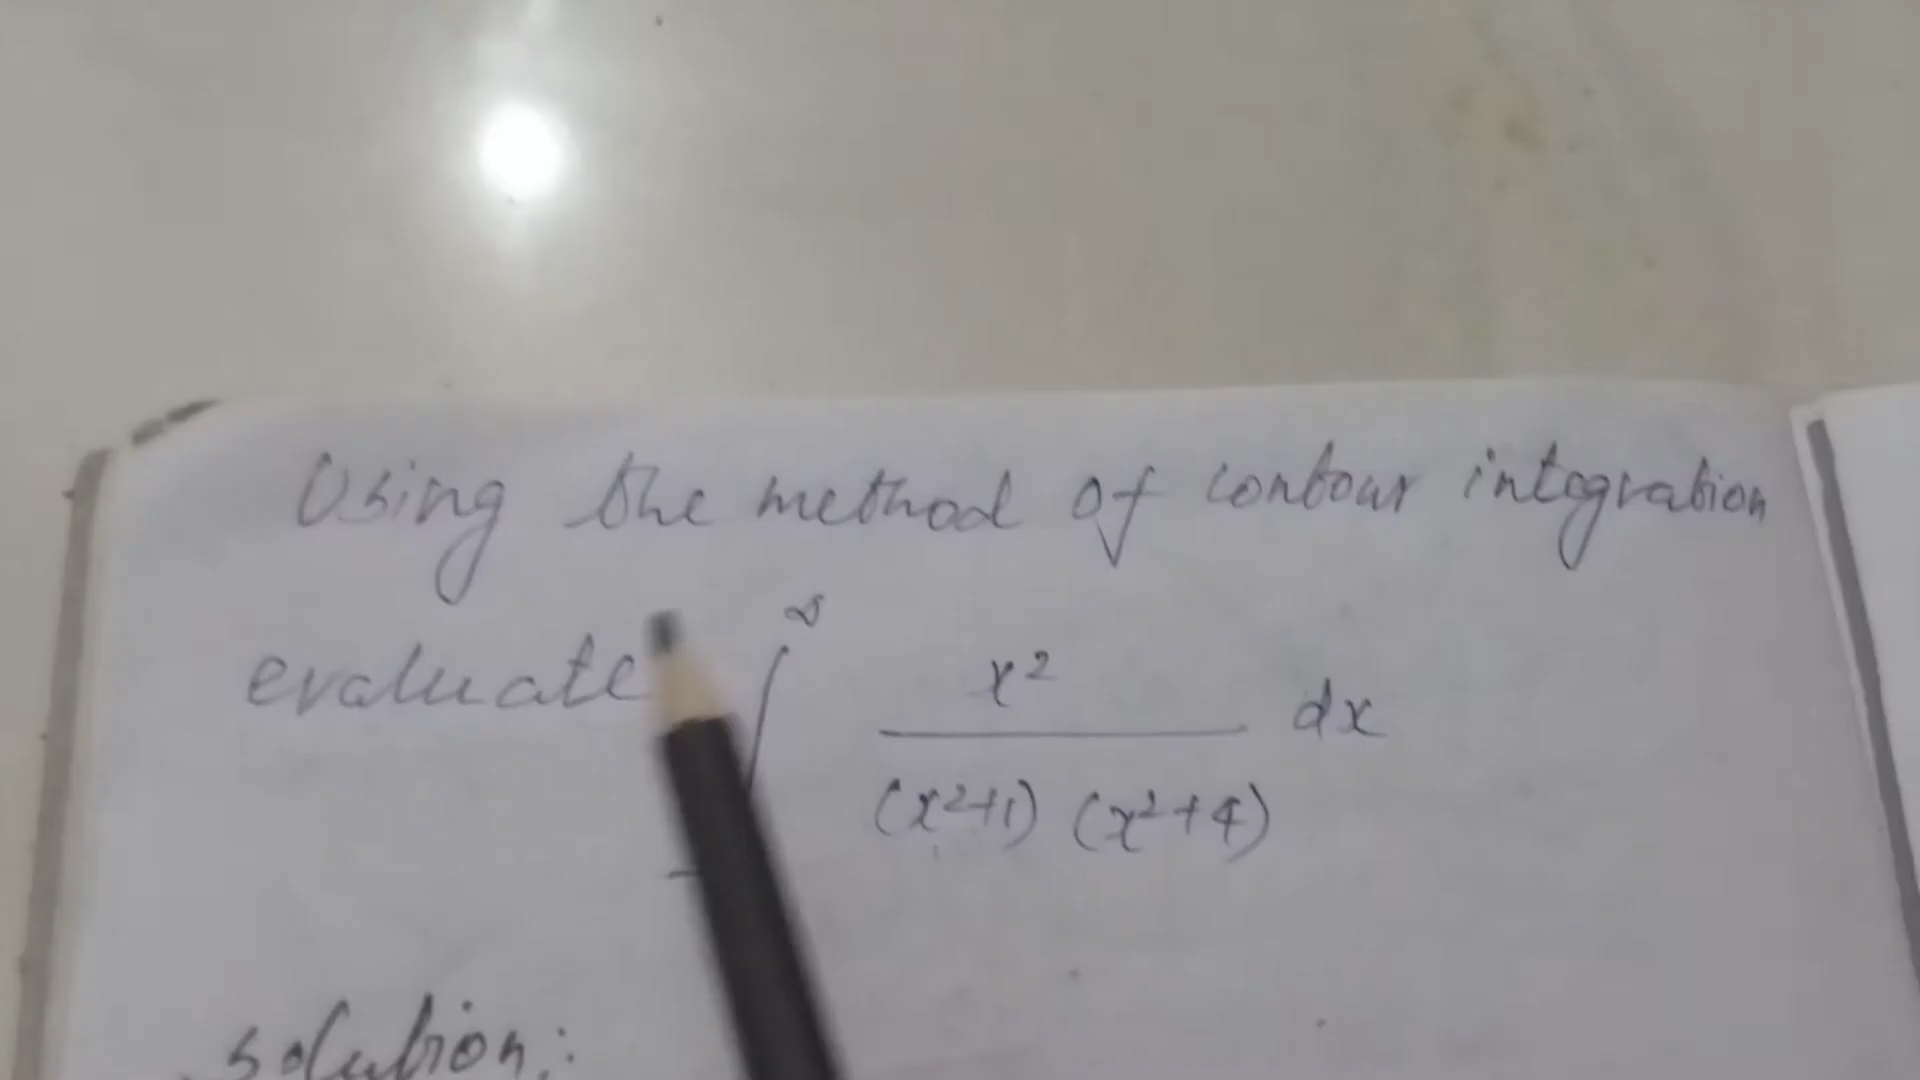 Using the method of contour integration
evaluate ∫ ∞ x²/((x²+1) (x²+4)) dx
solution: